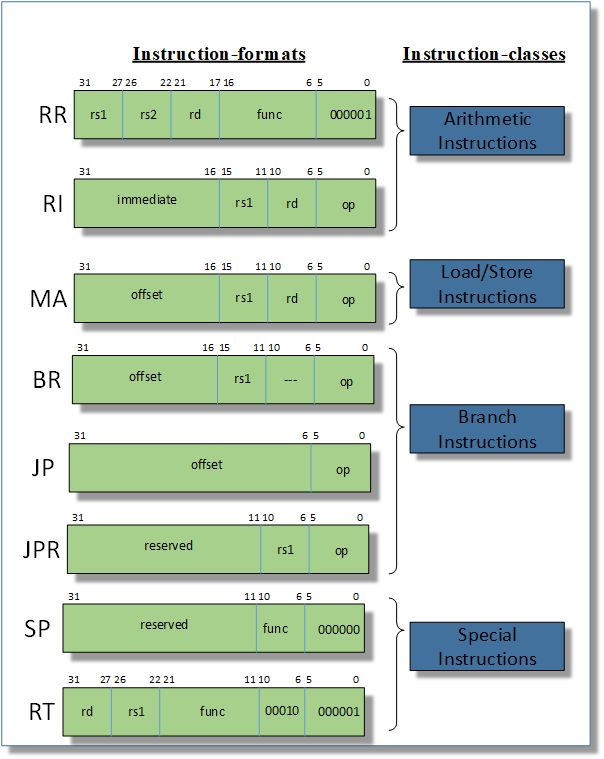 Instruction-formats Instruction-classes
31 27 26 22 21 17 16 6 5 0
RR rs1 rs2 rd func 000001
Arithmetic
Instructions
31 16 15 11 10 6 5 0
RI immediate rs1 rd op
31 16 15 11 10 6 5 0
MA offset rs1 rd op
Load/Store
Instructions
31 16 15 11 10 6 5 0
BR offset rs1 --- op
Branch
Instructions
31 6 5 0
JP offset op
31 11 10 6 5 0
JPR reserved rs1 op
31 11 10 6 5 0
SP reserved func 000000
Special
Instructions
31 27 26 22 21 11 10 6 5 0
RT rd rs1 func 00010 000001